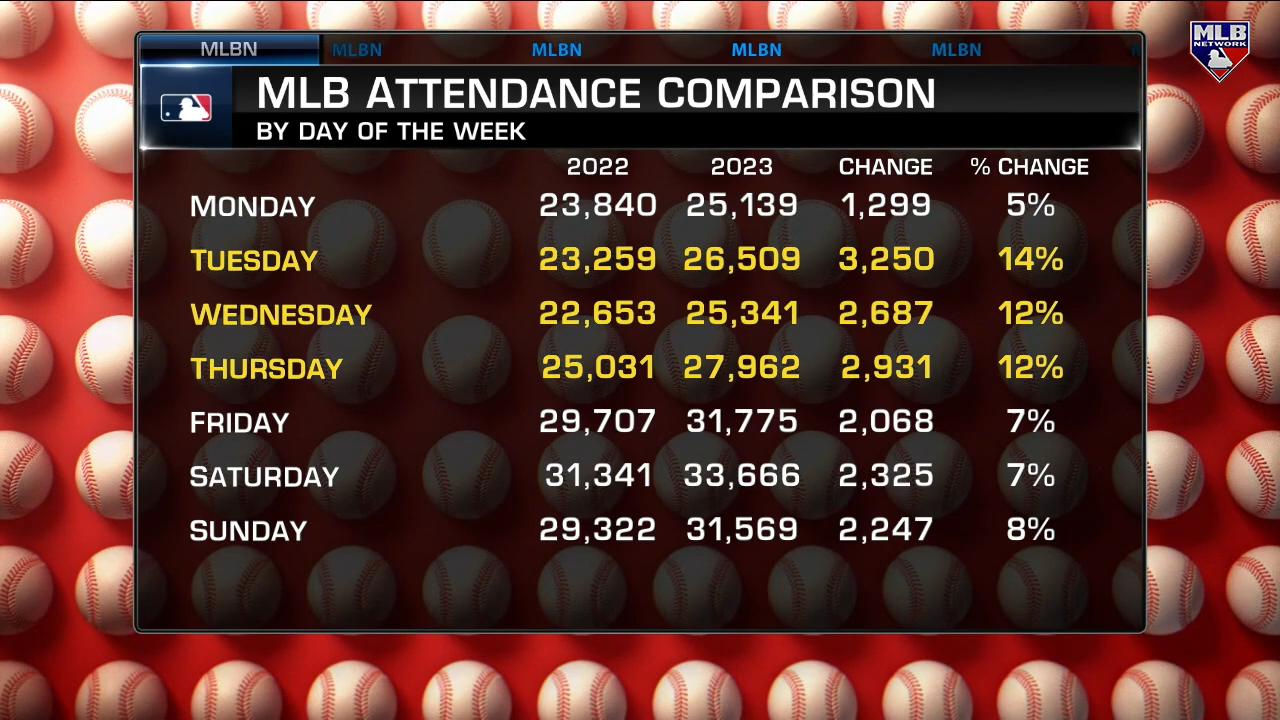 MLBN MLBN MLBN MLBN MLBN
MLB NETWORK
MLB ATTENDANCE COMPARISON
BY DAY OF THE WEEK
2022 2023 CHANGE % CHANGE
MONDAY 23,840 25,139 1,299 5%
TUESDAY 23,259 26,509 3,250 14%
WEDNESDAY 22,653 25,341 2,687 12%
THURSDAY 25,031 27,962 2,931 12%
FRIDAY 29,707 31,775 2,068 7%
SATURDAY 31,341 33,666 2,325 7%
SUNDAY 29,322 31,569 2,247 8%